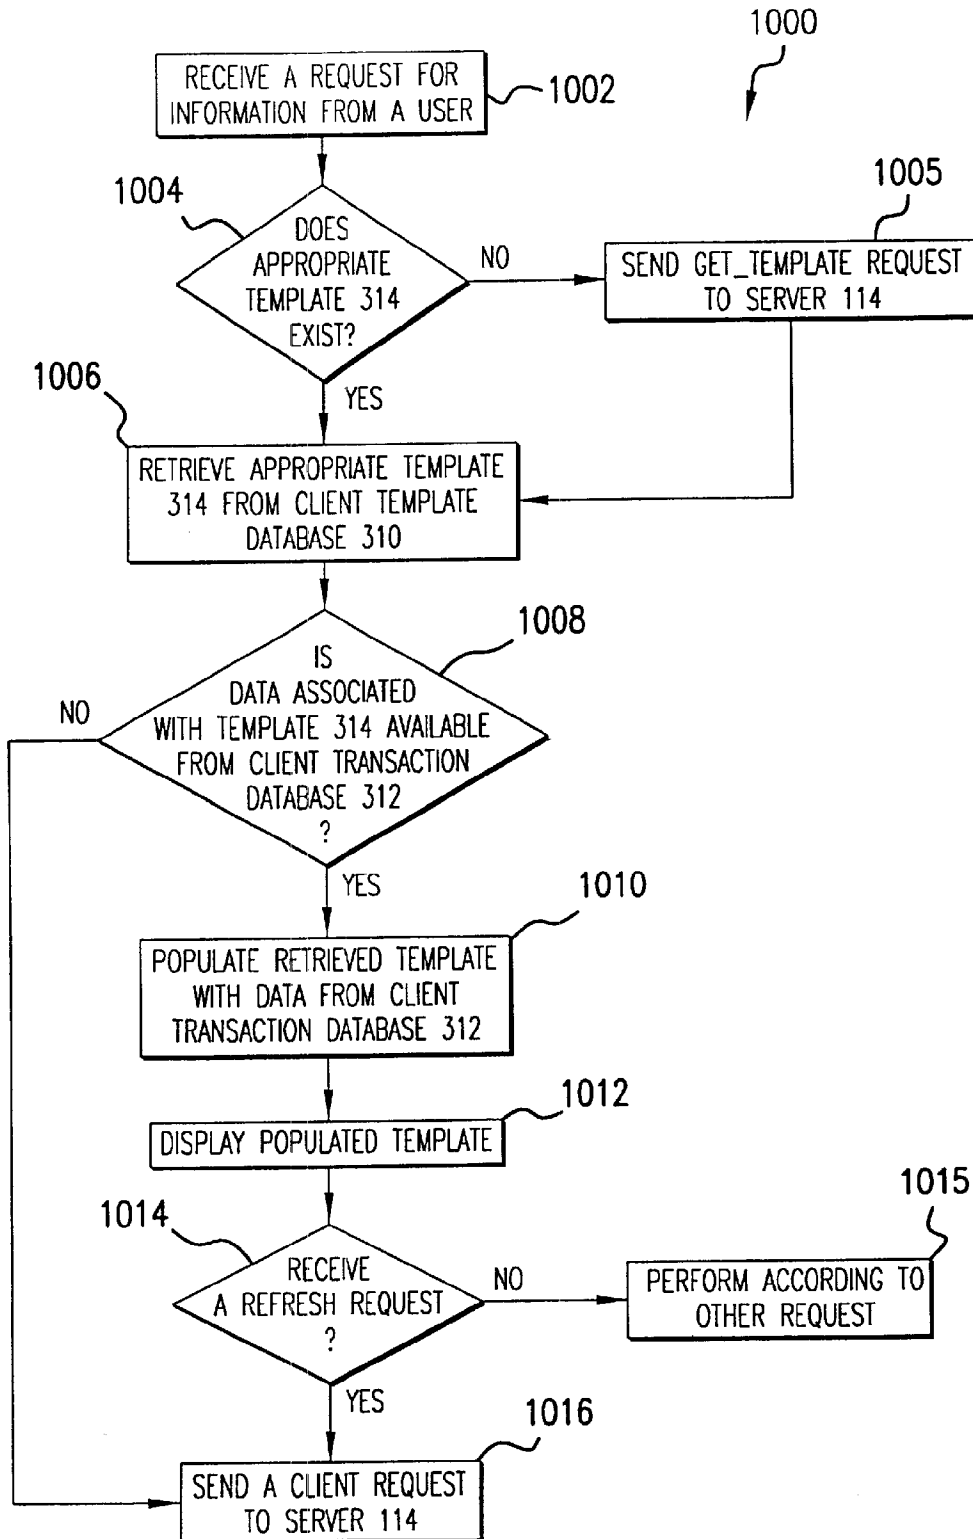 1000
RECEIVE A REQUEST FOR
INFORMATION FROM A USER
1002
1004
DOES
APPROPRIATE
TEMPLATE 314
EXIST?
NO
1005
SEND GET_TEMPLATE REQUEST
TO SERVER 114
YES
1006
RETRIEVE APPROPRIATE TEMPLATE
314 FROM CLIENT TEMPLATE
DATABASE 310
1008
IS
DATA ASSOCIATED
WITH TEMPLATE 314 AVAILABLE
FROM CLIENT TRANSACTION
DATABASE 312
?
NO
YES
1010
POPULATE RETRIEVED TEMPLATE
WITH DATA FROM CLIENT
TRANSACTION DATABASE 312
1012
DISPLAY POPULATED TEMPLATE
1014
RECEIVE
A REFRESH REQUEST
?
NO
1015
PERFORM ACCORDING TO
OTHER REQUEST
YES
1016
SEND A CLIENT REQUEST
TO SERVER 114